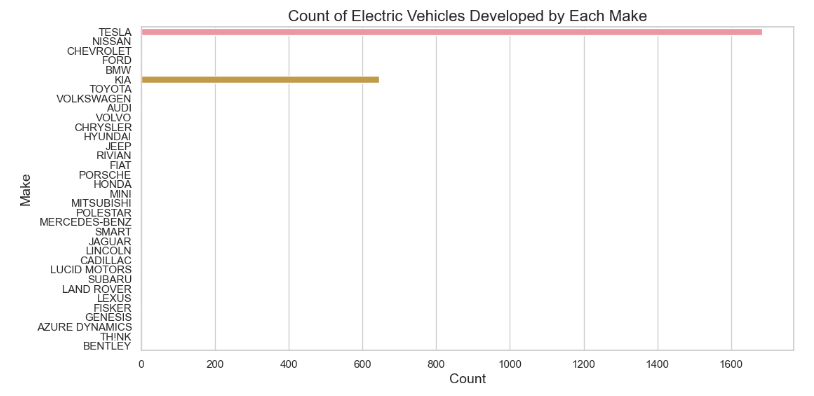 Count of Electric Vehicles Developed by Each Make
TESLA
NISSAN
CHEVROLET
FORD
BMW
KIA
TOYOTA
VOLKSWAGEN
AUDI
VOLVO
CHRYSLER
HYUNDAI
JEEP
RIVIAN
FIAT
PORSCHE
HONDA
MINI
MITSUBISHI
POLESTAR
MERCEDES-BENZ
SMART
JAGUAR
LINCOLN
CADILLAC
LUCID MOTORS
SUBARU
LAND ROVER
LEXUS
FISKER
GENESIS
AZURE DYNAMICS
TH!NK
BENTLEY
Make
0 200 400 600 800 1000 1200 1400 1600
Count